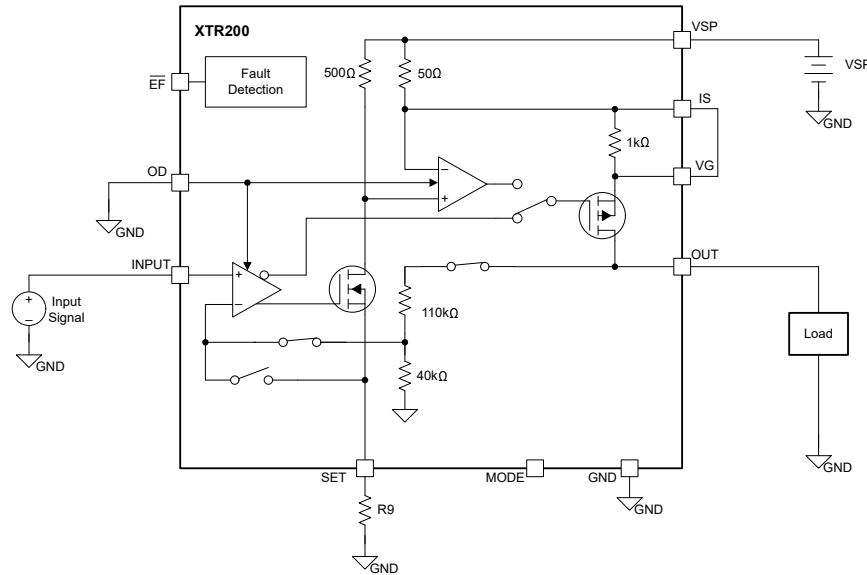 XTR200
VSP
500Ω
50Ω
VSP
EF
Fault
Detection
IS
GND
1kΩ
VG
OD
−
+
GND
INPUT
OUT
+
−
110kΩ
+
−
Input
Signal
Load
GND
40kΩ
SET
MODE
GND
GND
R9
GND
GND